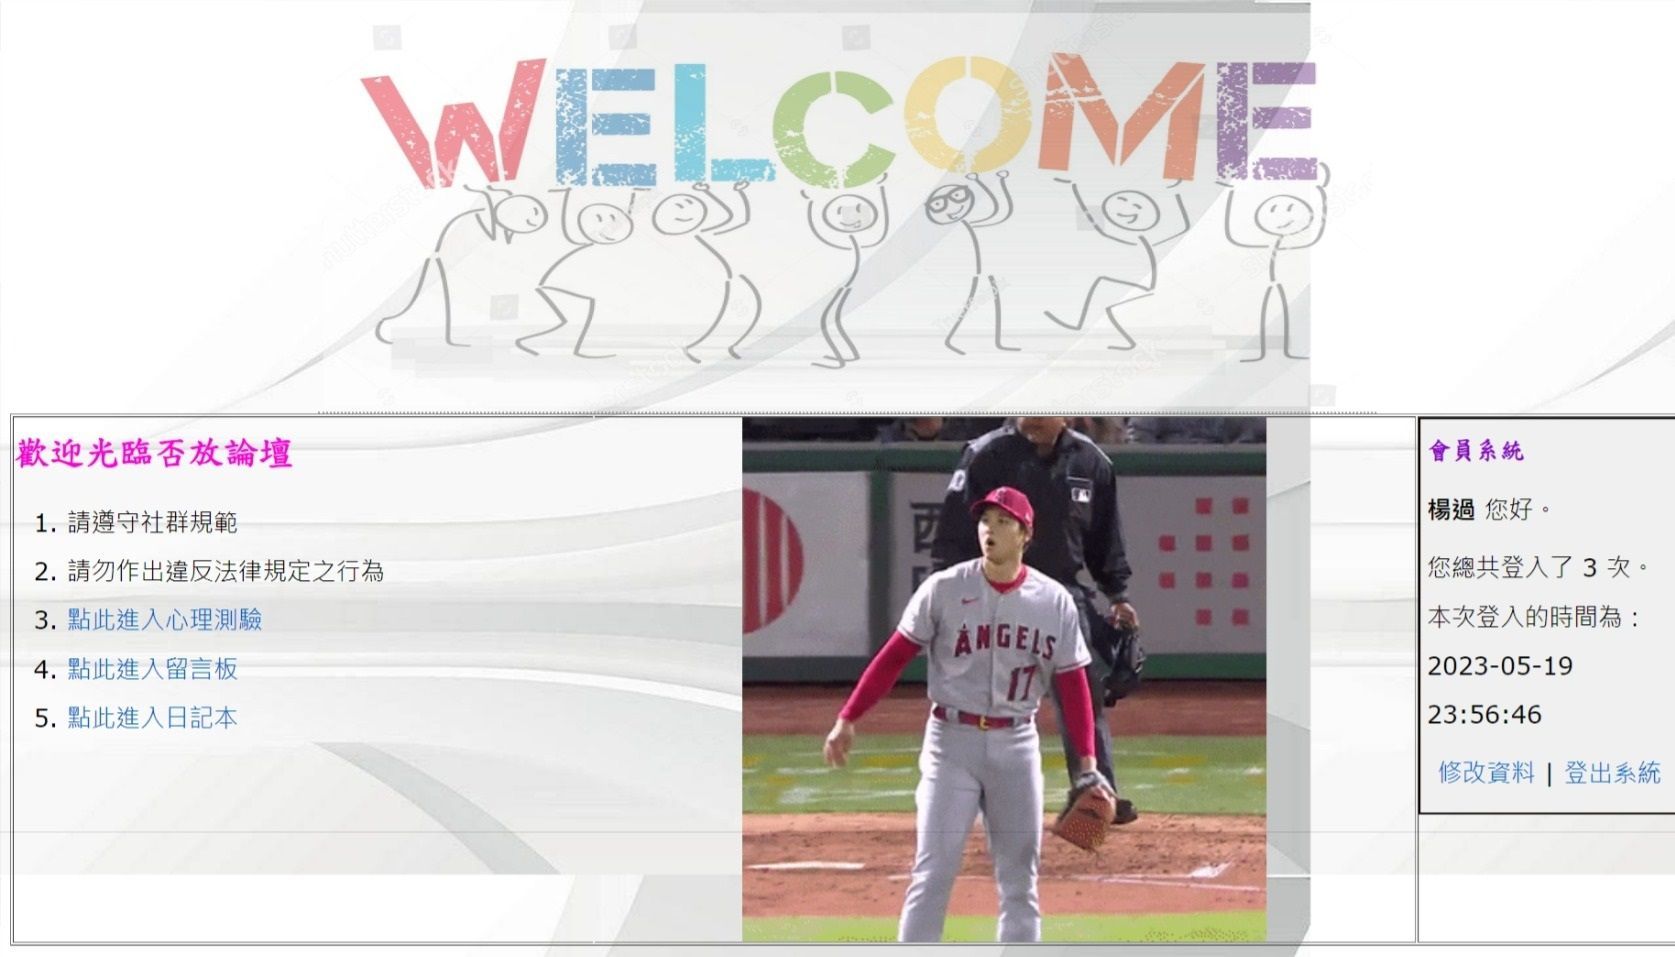 WELCOME
歡迎光臨否放論壇
1. 請遵守社群規範
2. 請勿作出違反法律規定之行為
3. 點此進入心理測驗
4. 點此進入留言板
5. 點此進入日記本
西
ANGELS
17
會員系統
楊過 您好。
您總共登入了 3 次。
本次登入的時間為：
2023-05-19
23:56:46
修改資料 | 登出系統